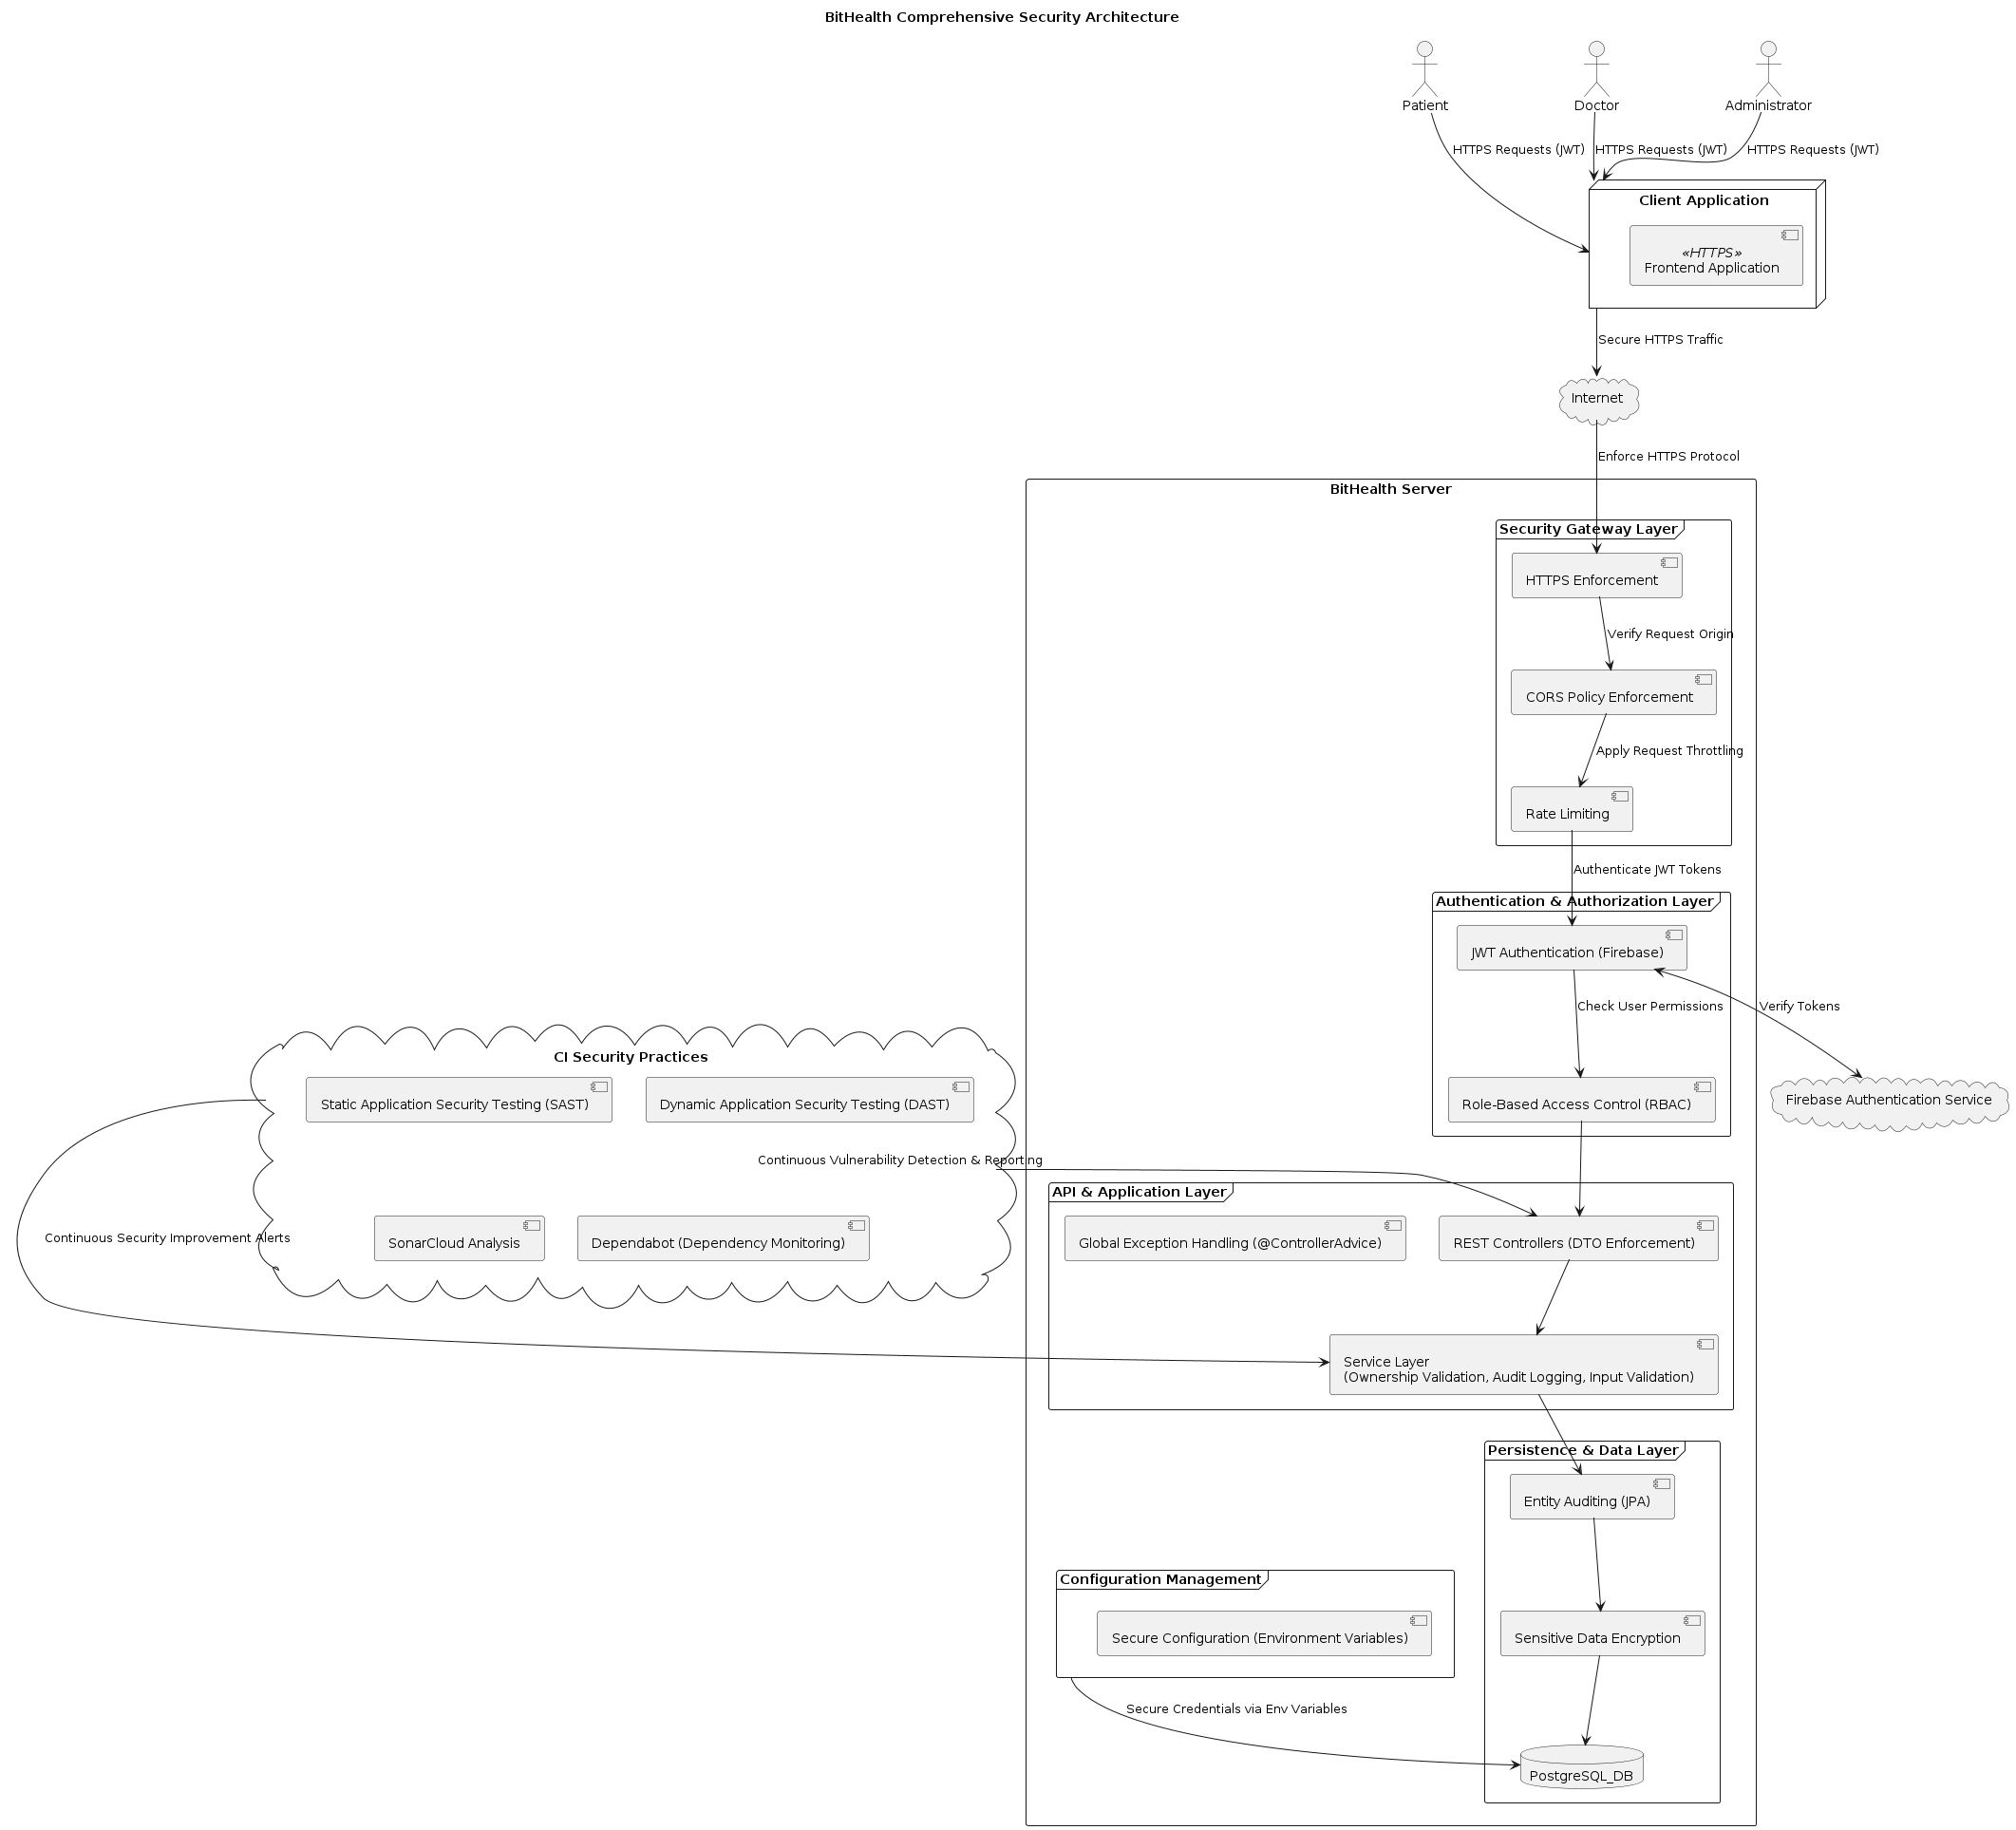 BitHealth Comprehensive Security Architecture
Patient
Doctor
Administrator
HTTPS Requests (JWT)
HTTPS Requests (JWT)
HTTPS Requests (JWT)
Client Application
«HTTPS»
Frontend Application
Secure HTTPS Traffic
Internet
Enforce HTTPS Protocol
BitHealth Server
Security Gateway Layer
HTTPS Enforcement
Verify Request Origin
CORS Policy Enforcement
Apply Request Throttling
Rate Limiting
Authenticate JWT Tokens
Authentication & Authorization Layer
JWT Authentication (Firebase)
Check User Permissions
Verify Tokens
Role-Based Access Control (RBAC)
Firebase Authentication Service
CI Security Practices
Static Application Security Testing (SAST)
Dynamic Application Security Testing (DAST)
Continuous Vulnerability Detection & Reporting
SonarCloud Analysis
Dependabot (Dependency Monitoring)
Continuous Security Improvement Alerts
API & Application Layer
Global Exception Handling (@ControllerAdvice)
REST Controllers (DTO Enforcement)
Service Layer
(Ownership Validation, Audit Logging, Input Validation)
Persistence & Data Layer
Entity Auditing (JPA)
Configuration Management
Secure Configuration (Environment Variables)
Sensitive Data Encryption
Secure Credentials via Env Variables
PostgreSQL_DB